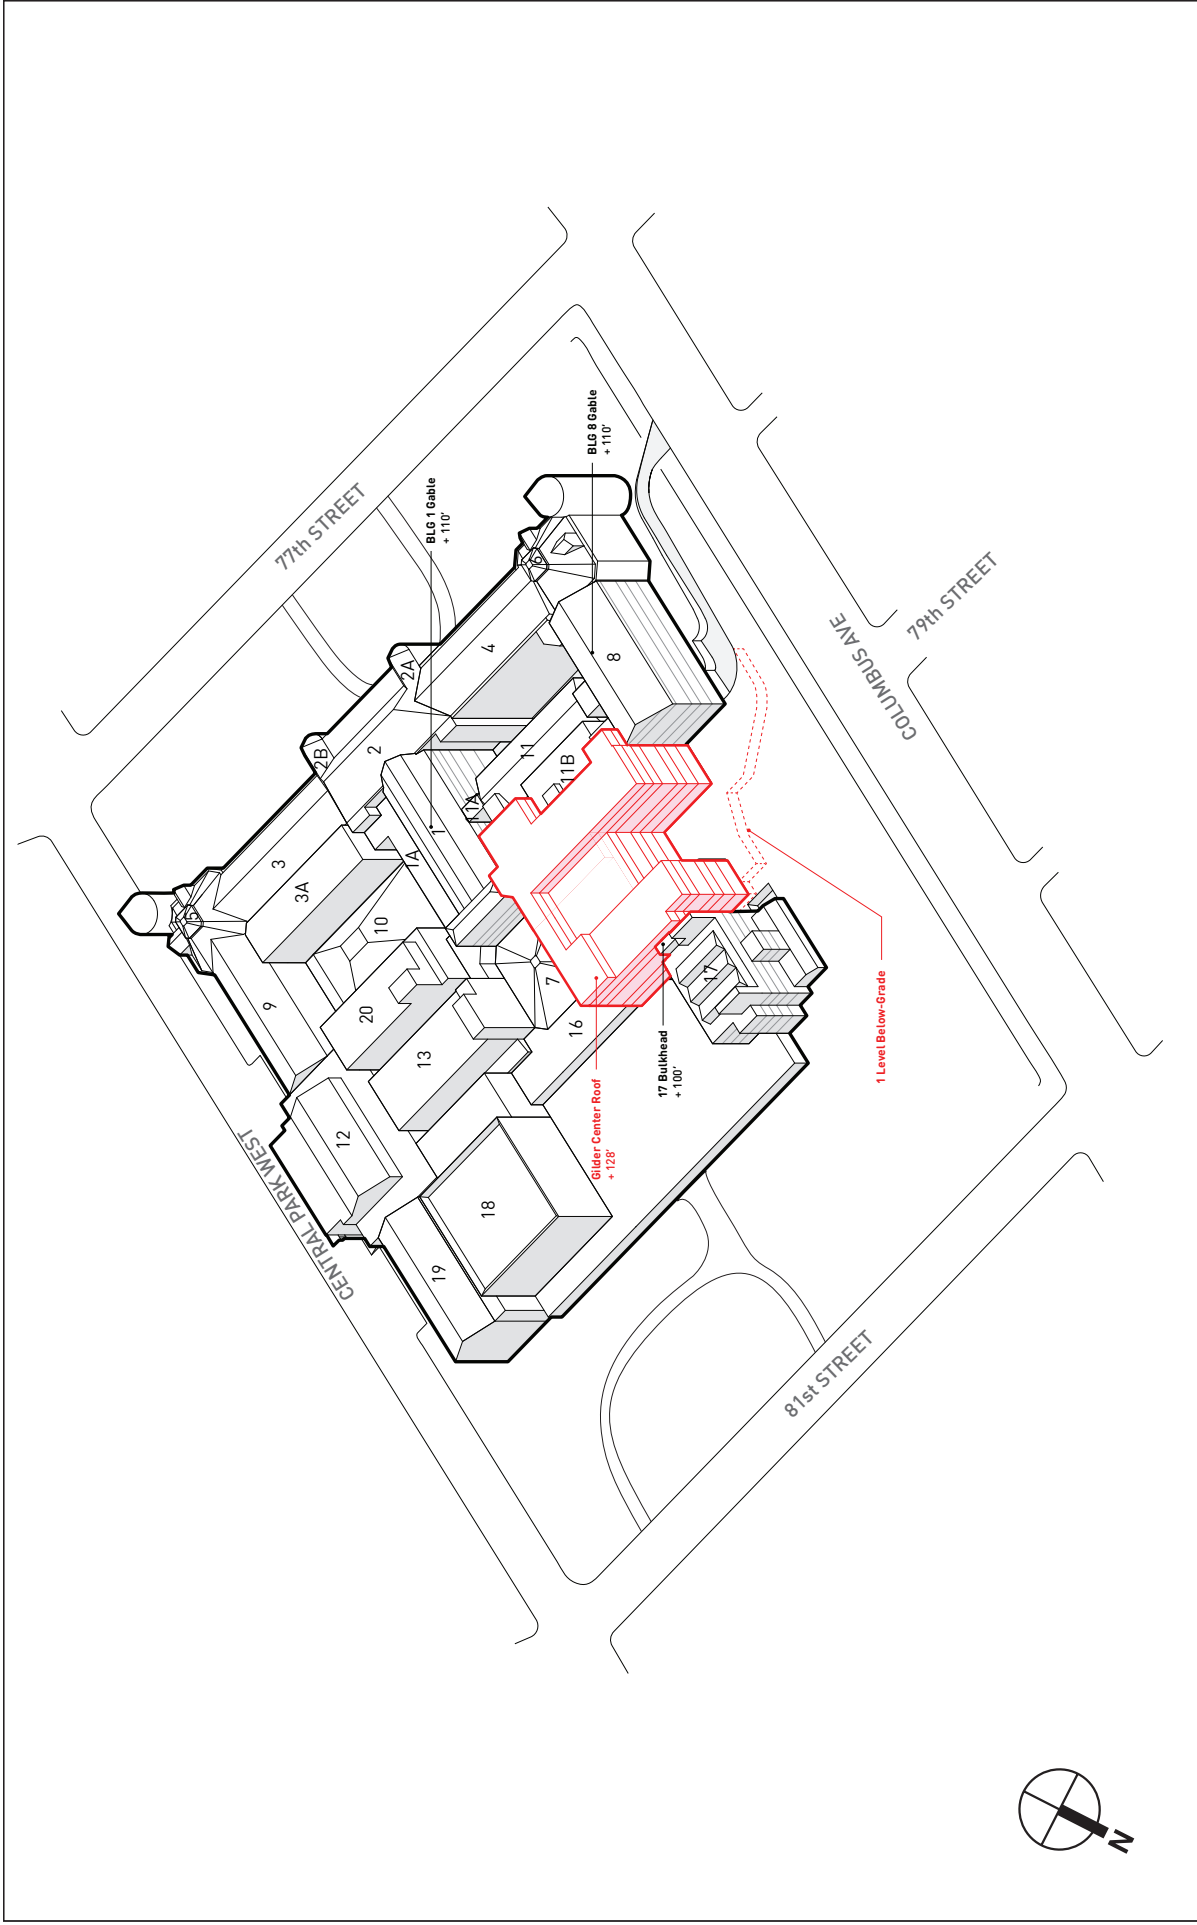 77th STREET
CENTRAL PARK WEST
COLUMBUS AVE
79th STREET
81st STREET
BLG 1 Gable
+ 110'
BLG 8 Gable
+ 110'
Gilder Center Roof
+ 128'
17 Bulkhead
+ 100'
1 Level Below-Grade
5
3
3A
2B
2
2A
4
6
8
9
10
1A
1
11A
11
11B
20
13
7
16
17
12
18
19
N